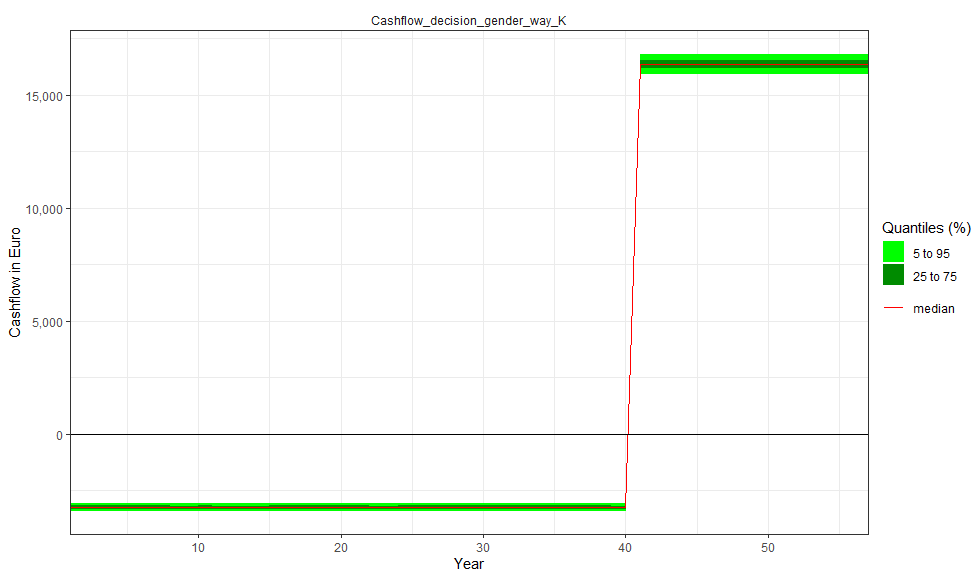 Cashflow_decision_gender_way_K
15,000
10,000
5,000
0
Cashflow in Euro
10 20 30 40 50
Year
Quantiles (%)
5 to 95
25 to 75
median